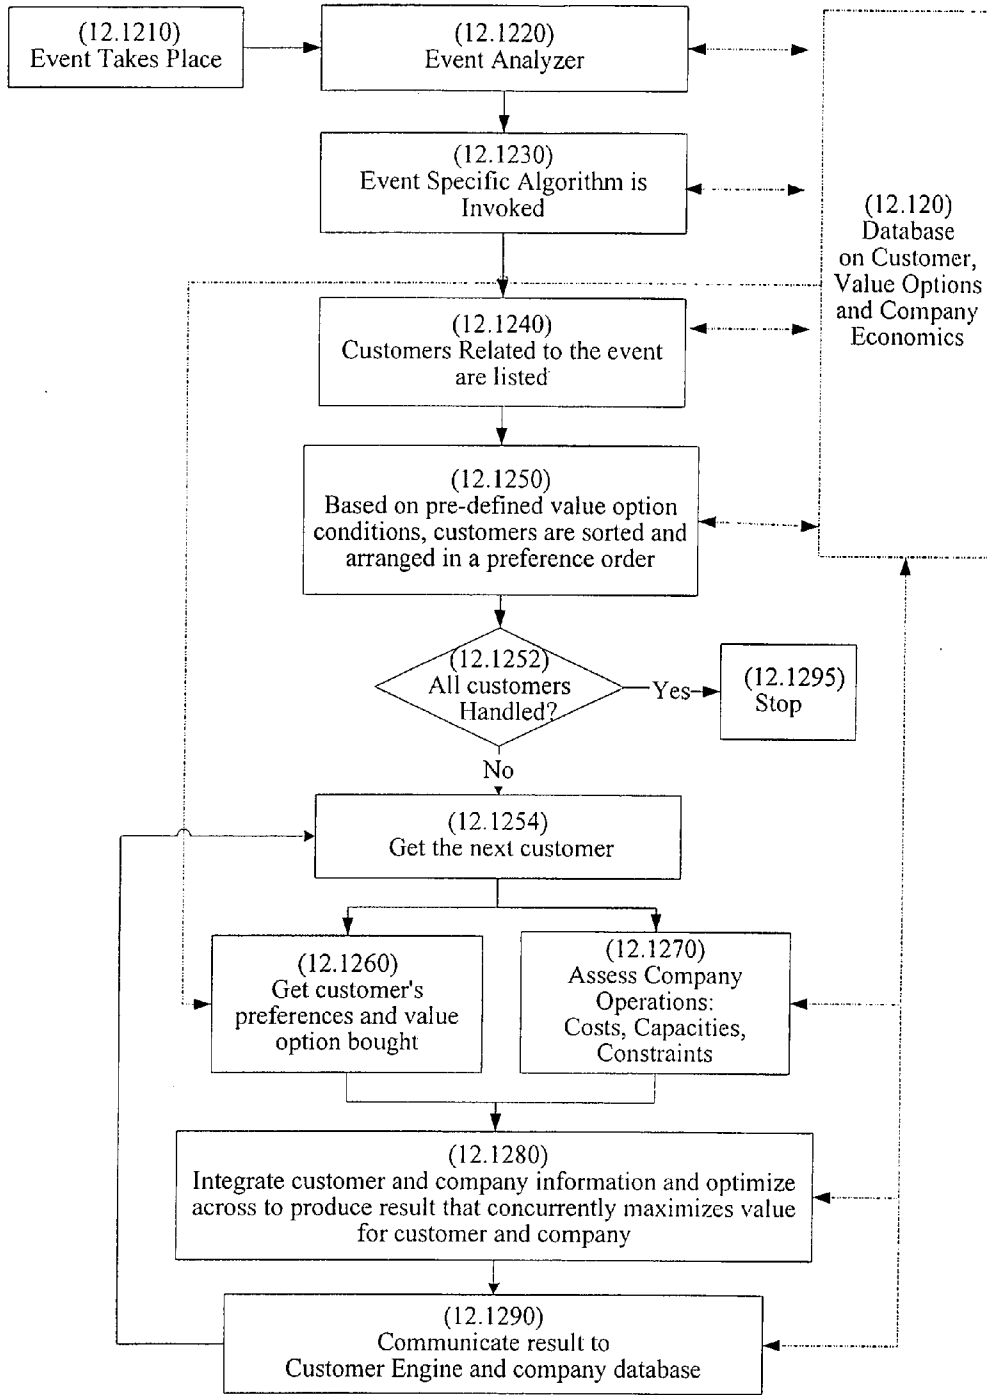 (12.1210)
Event Takes Place
(12.1220)
Event Analyzer
(12.1230)
Event Specific Algorithm is
Invoked
(12.120)
Database
on Customer,
Value Options
and Company
Economics
(12.1240)
Customers Related to the event
are listed
(12.1250)
Based on pre-defined value option
conditions, customers are sorted and
arranged in a preference order
(12.1252)
All customers
Handled?
Yes
(12.1295)
Stop
No
(12.1254)
Get the next customer
(12.1260)
Get customer's
preferences and value
option bought
(12.1270)
Assess Company
Operations:
Costs, Capacities,
Constraints
(12.1280)
Integrate customer and company information and optimize
across to produce result that concurrently maximizes value
for customer and company
(12.1290)
Communicate result to
Customer Engine and company database